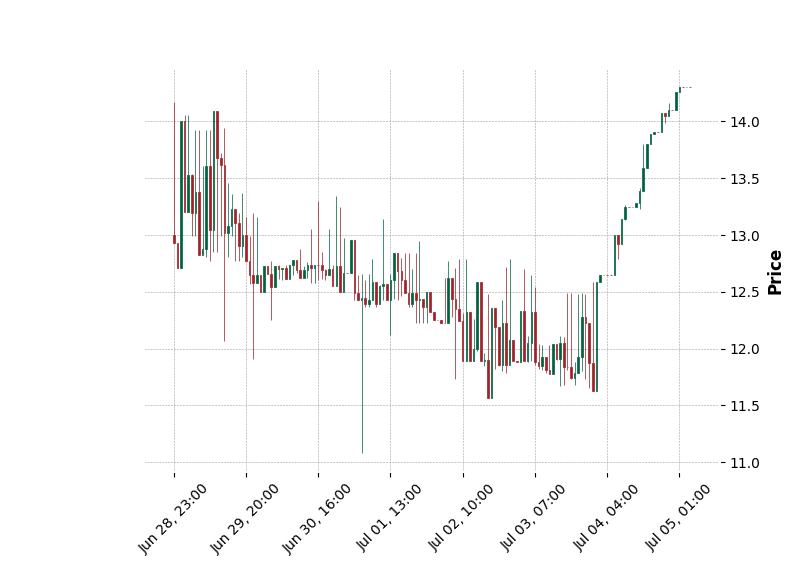 14.0
13.5
13.0
12.5
12.0
11.5
11.0
Price
Jun 28, 23:00
Jun 29, 20:00
Jun 30, 16:00
Jul 01, 13:00
Jul 02, 10:00
Jul 03, 07:00
Jul 04, 04:00
Jul 05, 01:00